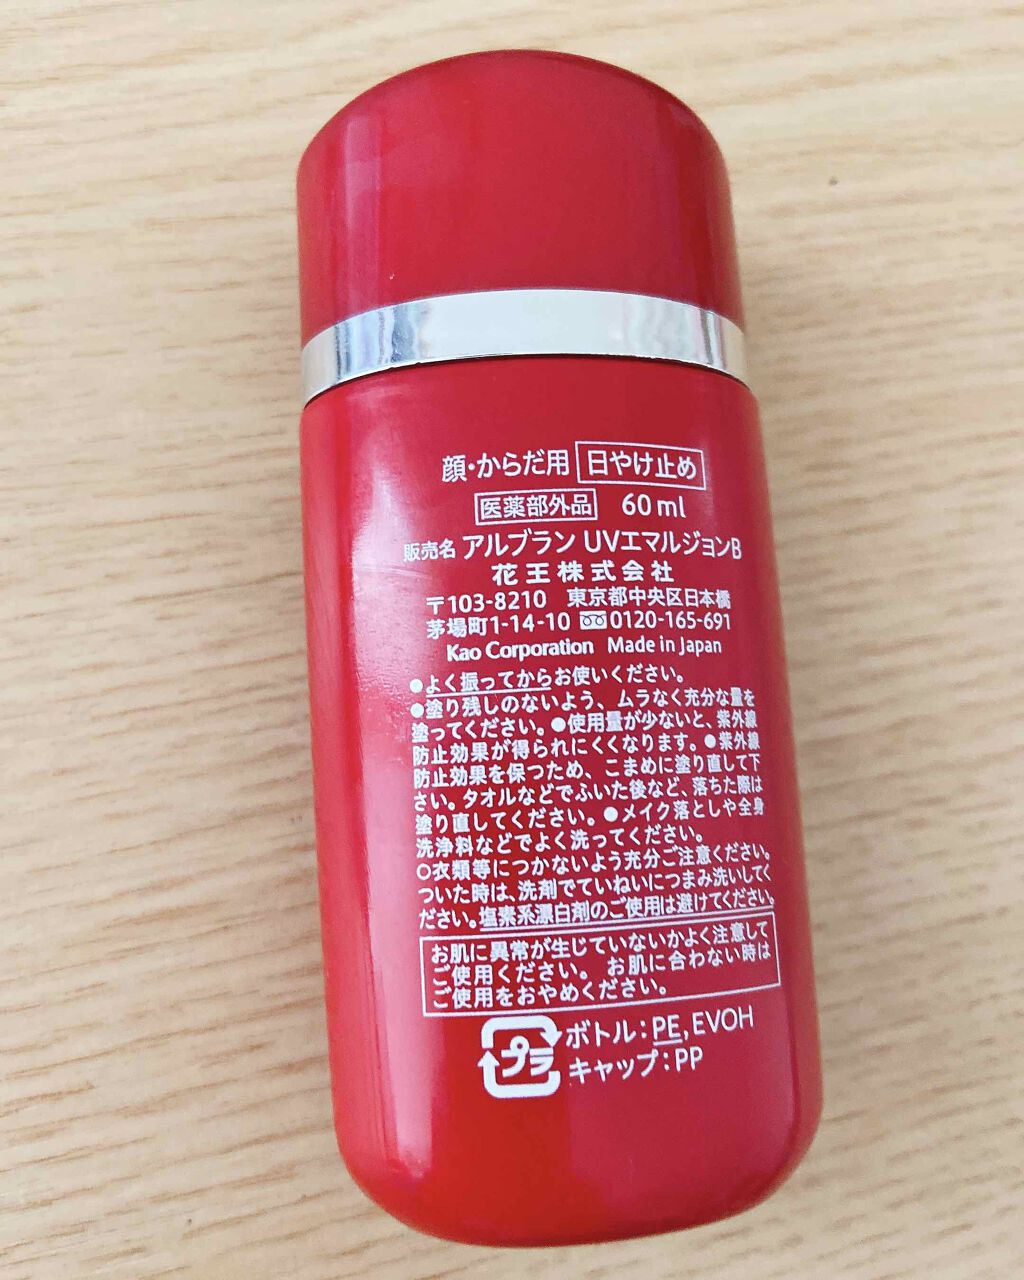 顔・からだ用 日やけ止め
医薬部外品 60ml
販売名 アルブラン UVエマルジョンB
花王株式会社
〒103-8210 東京都中央区日本橋
茅場町1-14-10 0120-165-691
Kao Corporation Made in Japan
●よく振ってからお使いください。
●塗り残しのないよう、ムラなく充分な量を
塗ってください。●使用量が少ないと、紫外線
防止効果が得られにくくなります。●紫外線
防止効果を保つため、こまめに塗り直して下
さい。タオルなどでふいた後など、落ちた際は
塗り直してください。●メイク落としや全身
洗浄料などでよく洗ってください。
○衣類等につかないよう充分ご注意ください。
ついた時は、洗剤でていねいにつまみ洗いしてく
ださい。塩素系漂白剤のご使用は避けてください。
お肌に異常が生じていないかよく注意して
ご使用ください。お肌に合わない時は
ご使用をおやめください。
プラ ボトル:PE,EVOH
キャップ:PP